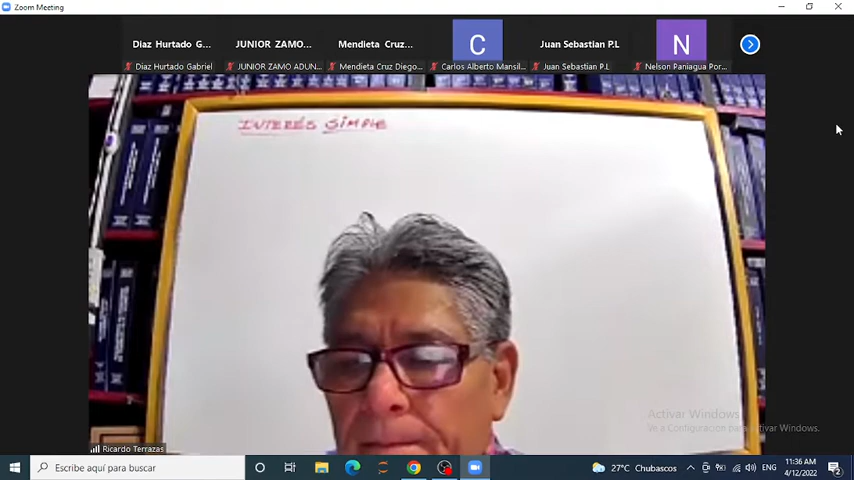 Zoom Meeting
Diaz Hurtado G...
JUNIOR ZAMO...
Mendieta Cruz...
C
Juan Sebastian P.L
N
Diaz Hurtado Gabriel
JUNIOR ZAMO ADUN...
Mendieta Cruz Diego...
Carlos Alberto Mansil...
Juan Sebastian P.L
Nelson Paniagua Por...
INTERÉS SIMPLE
Activar Windows
Ve a Configuración para activar Windows.
Ricardo Terrazas
Escribe aquí para buscar
27°C Chubascos
ENG
11:36 AM
4/12/2022
2